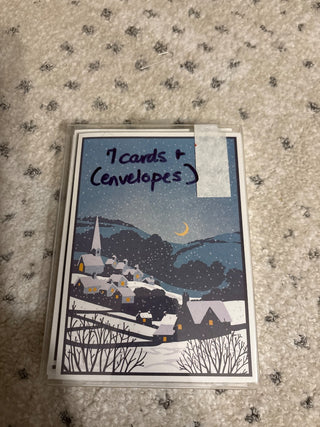 7 cards +
(envelopes)